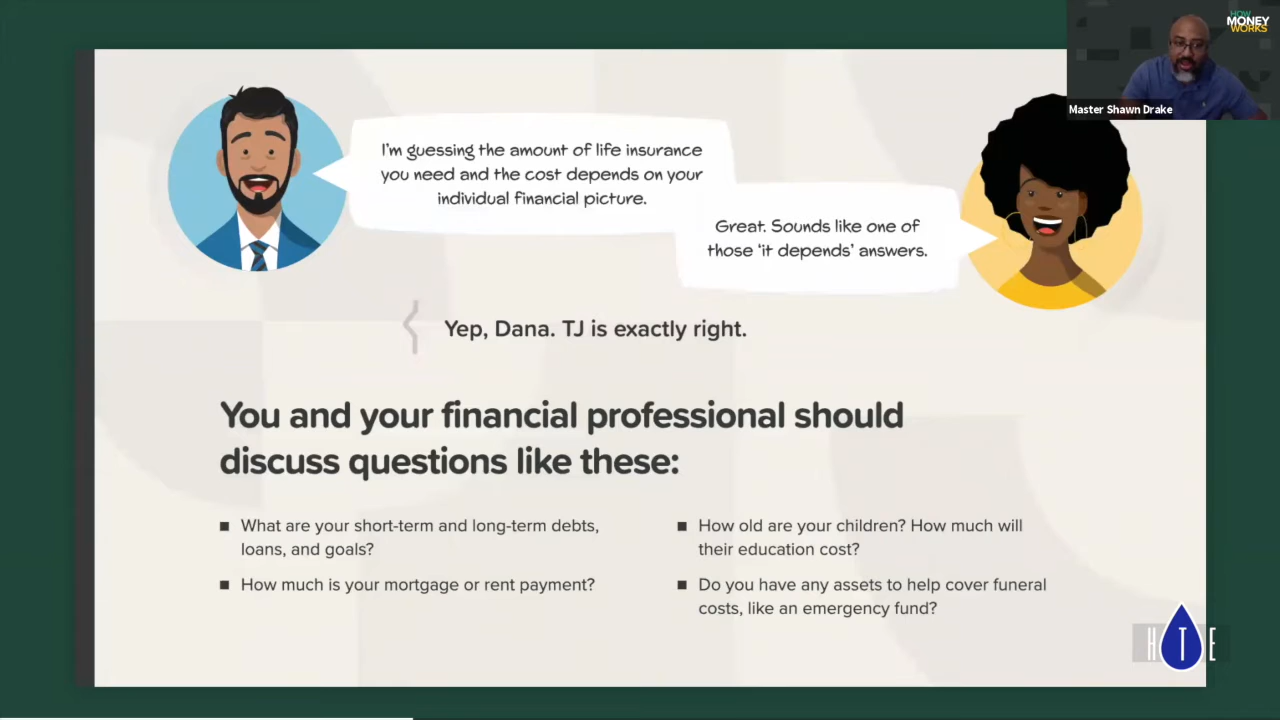 HOW
MONEY
WORKS
Master Shawn Drake
I'm guessing the amount of life insurance
you need and the cost depends on your
individual financial picture.
Great. Sounds like one of
those 'it depends' answers.
Yep, Dana. TJ is exactly right.
You and your financial professional should
discuss questions like these:
■ What are your short-term and long-term debts,
loans, and goals?
■ How much is your mortgage or rent payment?
■ How old are your children? How much will
their education cost?
■ Do you have any assets to help cover funeral
costs, like an emergency fund?
HTE